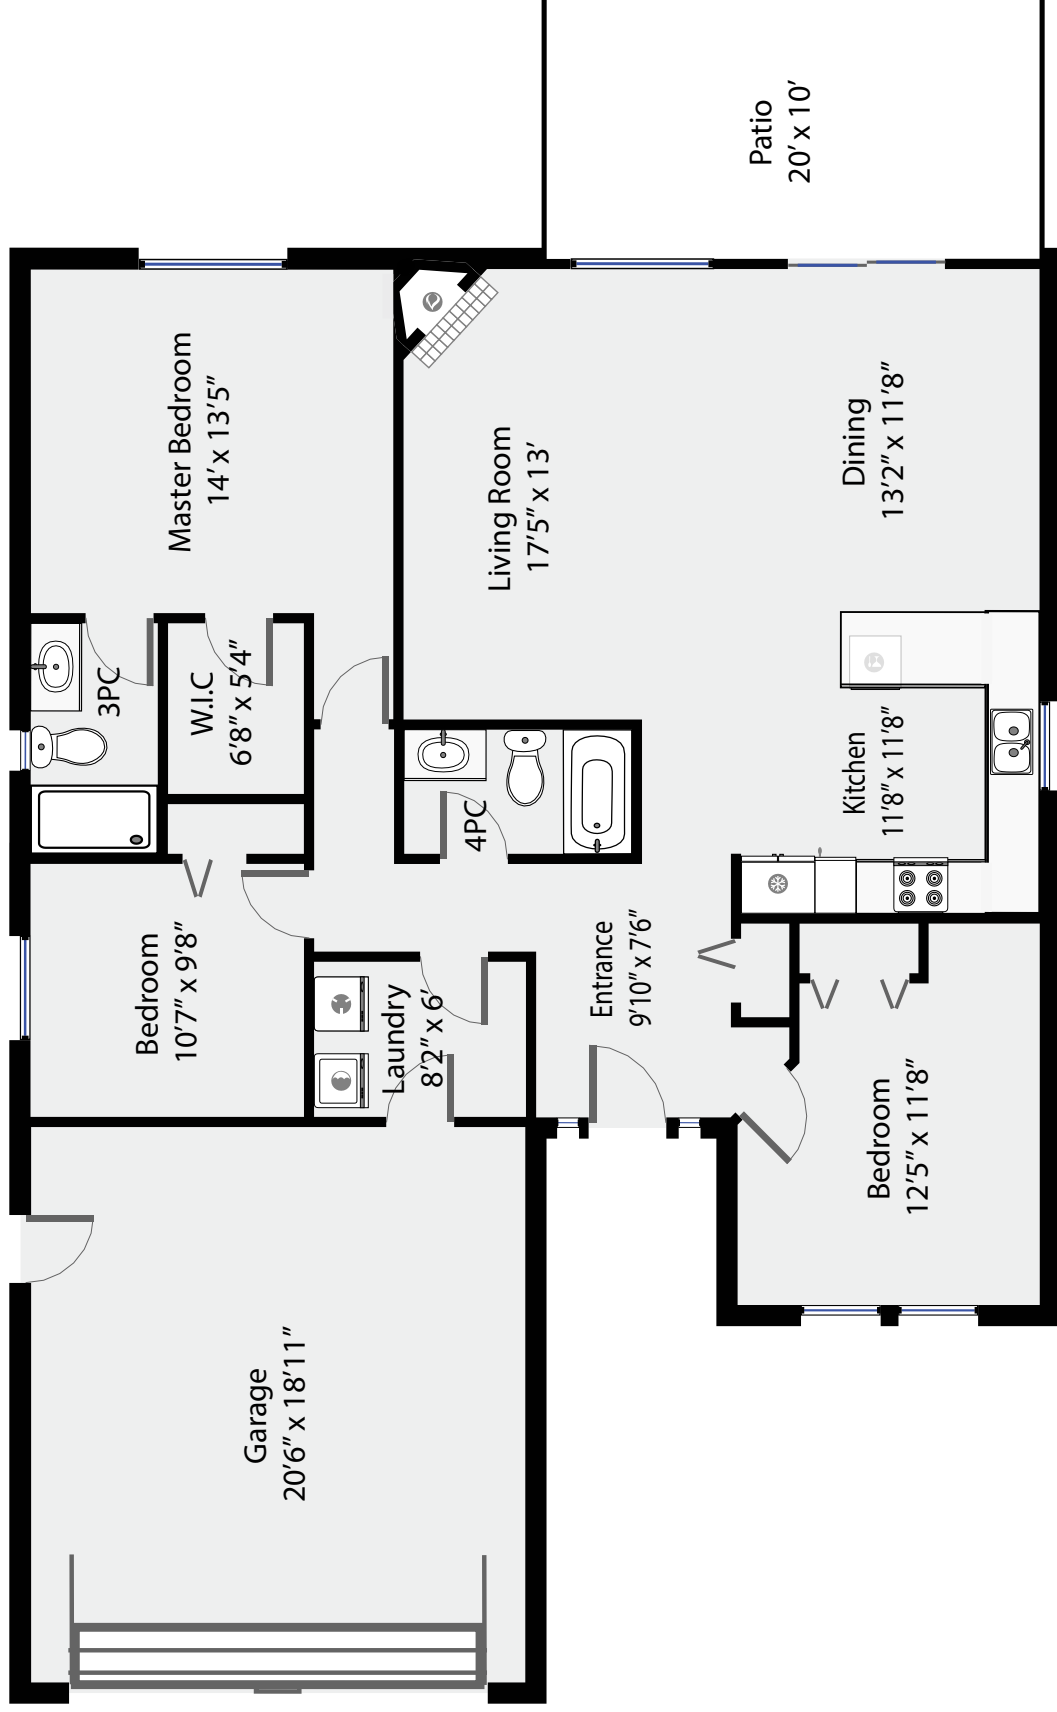 Patio
20' x 10'
Master Bedroom
14' x 13'5"
Living Room
17'5" x 13'
Dining
13'2" x 11'8"
3PC
W.I.C
6'8" x 5'4"
4PC
Kitchen
11'8" x 11'8"
Bedroom
10'7" x 9'8"
Laundry
8'2" x 6'
Entrance
9'10" x 7'6"
Bedroom
12'5" x 11'8"
Garage
20'6" x 18'11"